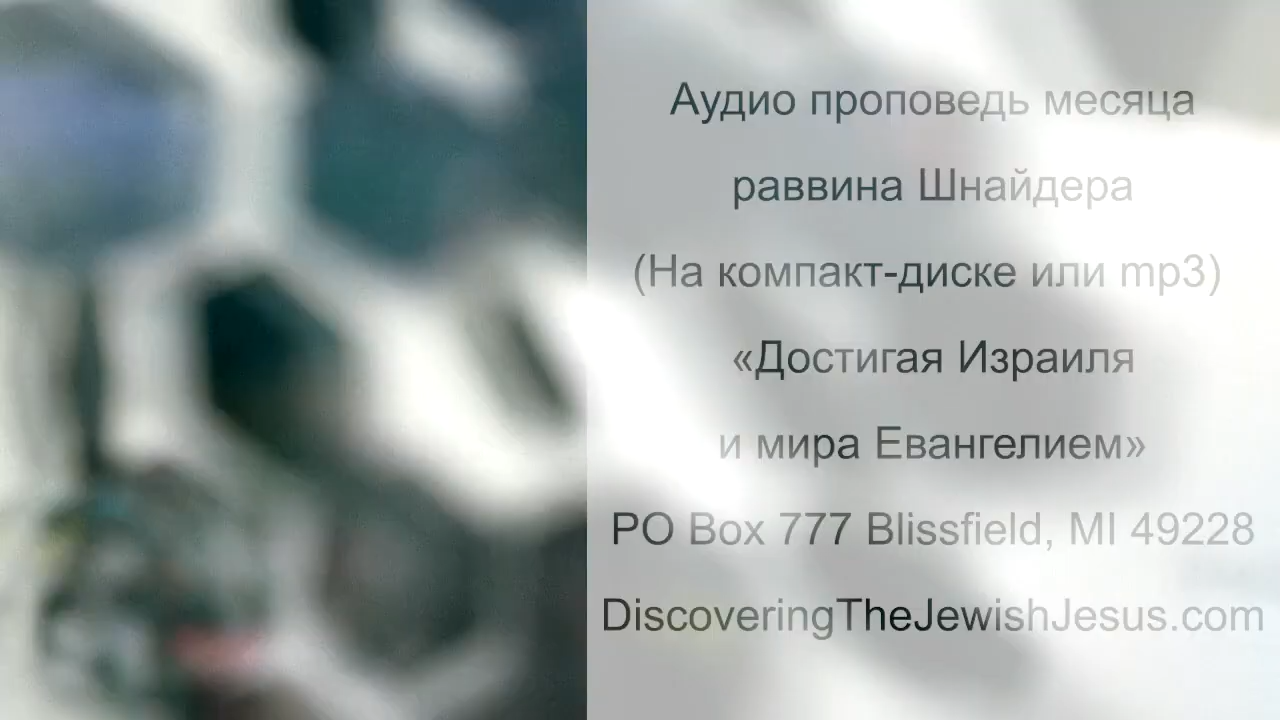 Аудио проповедь месяца
раввина Шнайдера
(На компакт-диске или mp3)
«Достигая Израиля
и мира Евангелием»
PO Box 777 Blissfield, MI 49228
DiscoveringTheJewishJesus.com